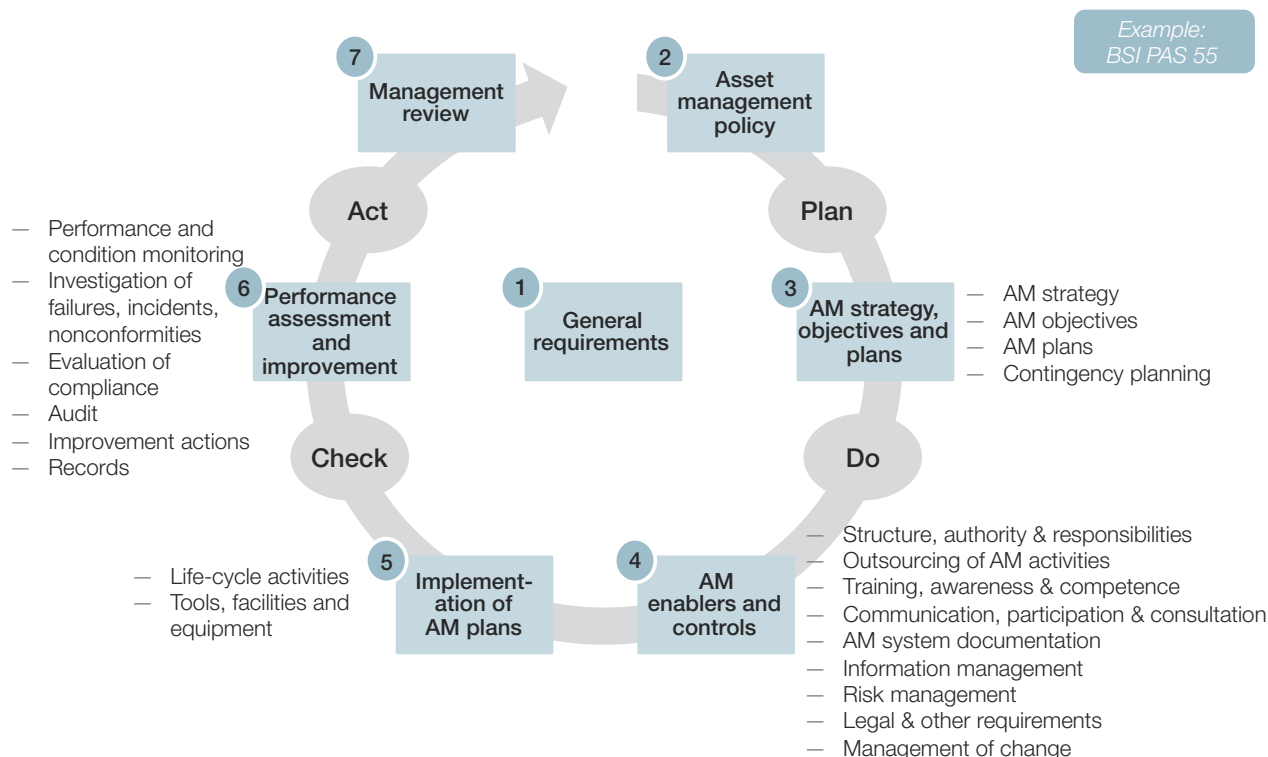 Example:
BSI PAS 55
7
Management
review
2
Asset
management
policy
Act
Plan
— Performance and
condition monitoring
— Investigation of
failures, incidents,
nonconformities
— Evaluation of
compliance
— Audit
— Improvement actions
— Records
6
Performance
assessment
and
improvement
1
General
requirements
3
AM strategy,
objectives and
plans
— AM strategy
— AM objectives
— AM plans
— Contingency planning
Check
Do
— Life-cycle activities
— Tools, facilities and
equipment
5
Implement-
ation of
AM plans
4
AM
enablers and
controls
— Structure, authority & responsibilities
— Outsourcing of AM activities
— Training, awareness & competence
— Communication, participation & consultation
— AM system documentation
— Information management
— Risk management
— Legal & other requirements
— Management of change